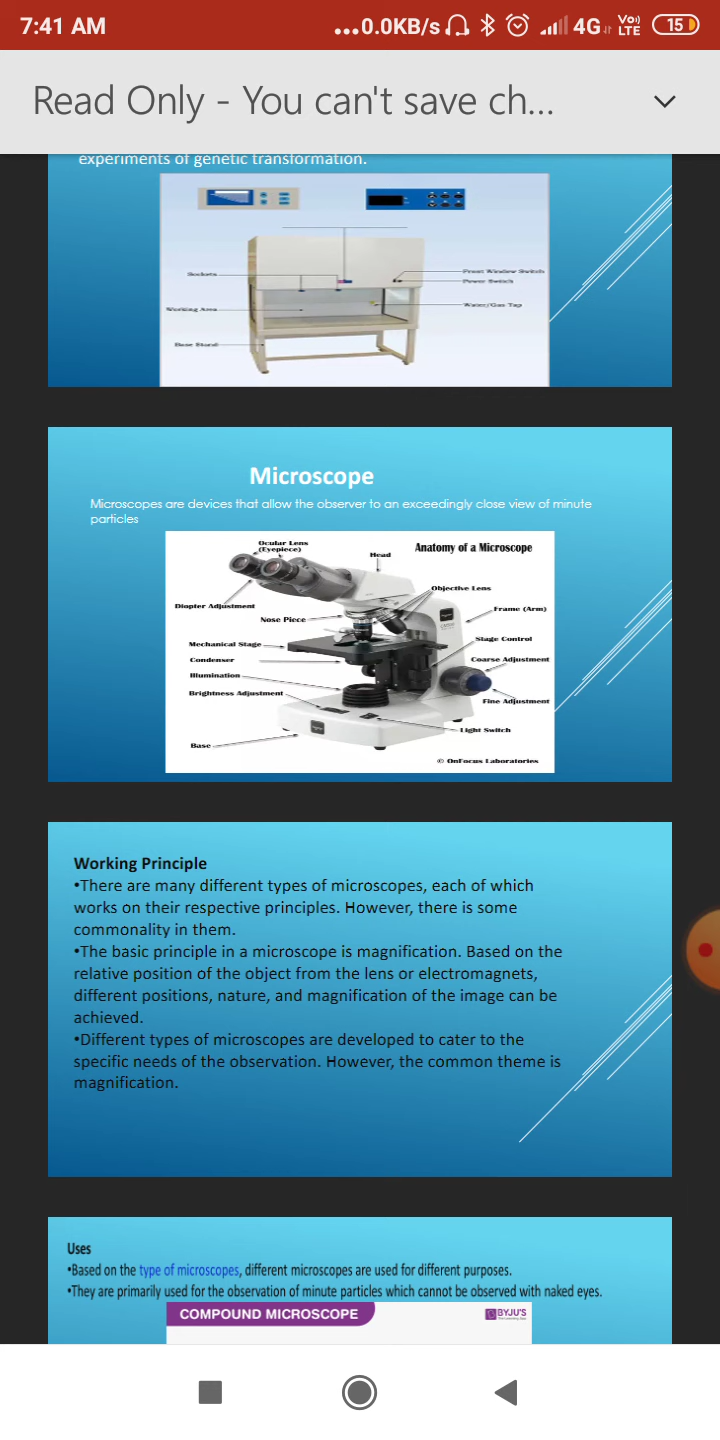 7:41 AM
...0.0KB/s 4G Vo)) LTE 15
Read Only - You can't save ch...
experiments of genetic transformation.
Sockets
Front Window Switch
Power Switch
Working Area
Water/Gas Tap
Base Stand
Microscope
Microscopes are devices that allow the observer to an exceedingly close view of minute
particles
Anatomy of a Microscope
Ocular Lens
(Eyepiece)
Head
Objective Lens
Diopter Adjustment
Frame (Arm)
Nose Piece
Stage Control
Mechanical Stage
Condenser
Coarse Adjustment
Illumination
Brightness Adjustment
Fine Adjustment
Light Switch
Base
© OnFocus Laboratories
Working Principle
•There are many different types of microscopes, each of which
works on their respective principles. However, there is some
commonality in them.
•The basic principle in a microscope is magnification. Based on the
relative position of the object from the lens or electromagnets,
different positions, nature, and magnification of the image can be
achieved.
•Different types of microscopes are developed to cater to the
specific needs of the observation. However, the common theme is
magnification.
Uses
•Based on the type of microscopes, different microscopes are used for different purposes.
•They are primarily used for the observation of minute particles which cannot be observed with naked eyes.
COMPOUND MICROSCOPE
BYJU'S